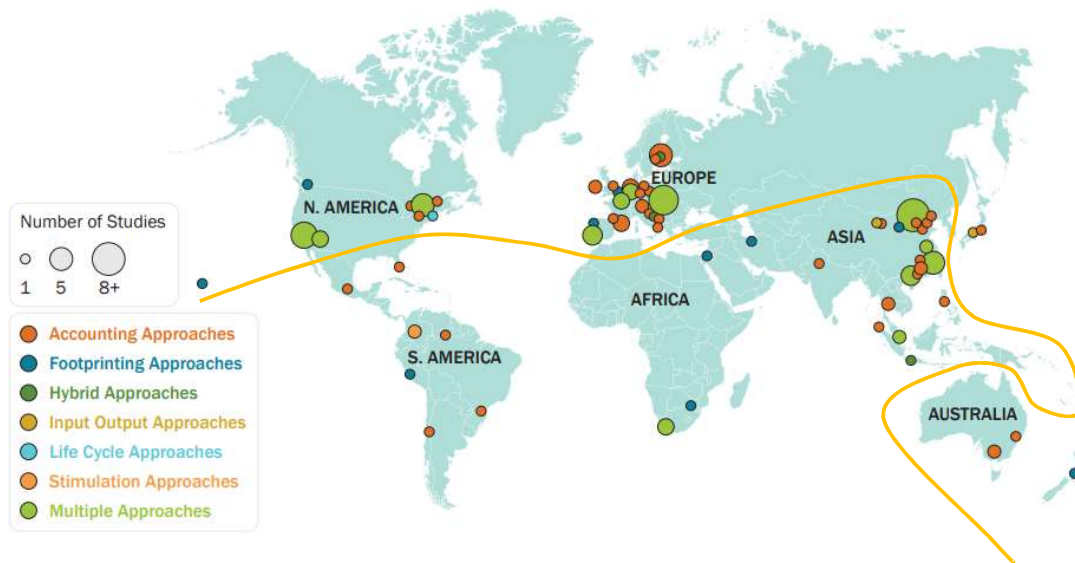 EUROPE
N. AMERICA
ASIA
AFRICA
S. AMERICA
AUSTRALIA
Number of Studies
1 5 8+
Accounting Approaches
Footprinting Approaches
Hybrid Approaches
Input Output Approaches
Life Cycle Approaches
Stimulation Approaches
Multiple Approaches